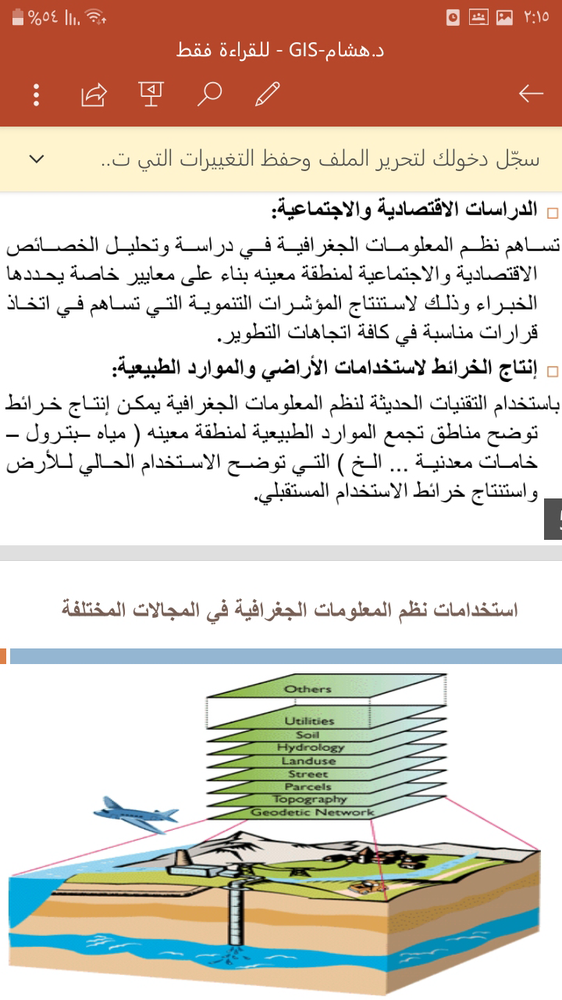 ٢:١٥
%٥٤
د.هشام-GIS - للقراءة فقط
سجّل دخولك لتحرير الملف وحفظ التغييرات التي ت..
الدراسات الاقتصادية والاجتماعية:
تساهم نظم المعلومات الجغرافية في دراسة وتحليل الخصائص
الاقتصادية والاجتماعية لمنطقة معينه بناء على معايير خاصة يحددها
الخبراء وذلك لاستنتاج المؤشرات التنموية التي تساهم في اتخاذ
قرارات مناسبة في كافة اتجاهات التطوير.
إنتاج الخرائط لاستخدامات الأراضي والموارد الطبيعية:
باستخدام التقنيات الحديثة لنظم المعلومات الجغرافية يمكن إنتاج خرائط
توضح مناطق تجمع الموارد الطبيعية لمنطقة معينه ( مياه –بترول –
خامات معدنية ... الخ ) التي توضح الاستخدام الحالي للأرض
واستنتاج خرائط الاستخدام المستقبلي.
استخدامات نظم المعلومات الجغرافية في المجالات المختلفة
Others
Utilities
Soil
Hydrology
Landuse
Street
Parcels
Topography
Geodetic Network